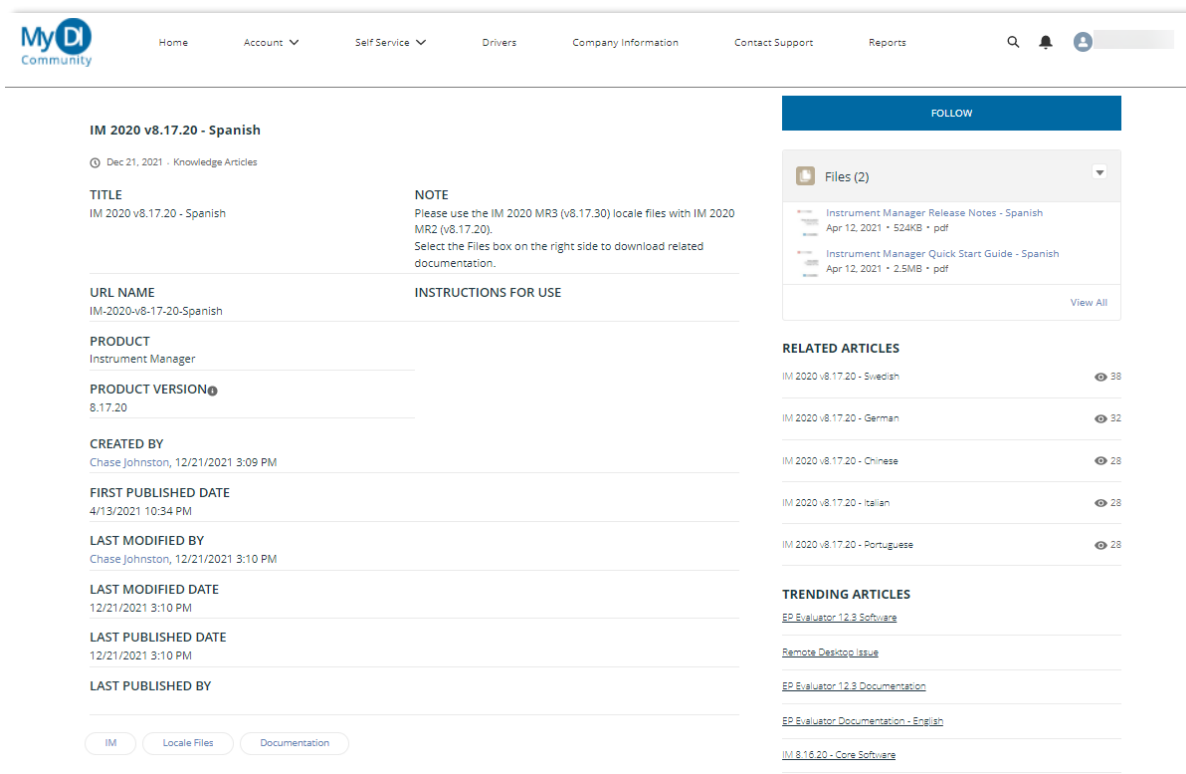 My DI
Community
Home
Account
Self Service
Drivers
Company Information
Contact Support
Reports
IM 2020 v8.17.20 - Spanish
Dec 21, 2021 · Knowledge Articles
TITLE
IM 2020 v8.17.20 - Spanish
NOTE
Please use the IM 2020 MR3 (v8.17.30) locale files with IM 2020
MR2 (v8.17.20).
Select the Files box on the right side to download related
documentation.
URL NAME
IM-2020-v8-17-20-Spanish
INSTRUCTIONS FOR USE
PRODUCT
Instrument Manager
PRODUCT VERSION
8.17.20
CREATED BY
Chase Johnston, 12/21/2021 3:09 PM
FIRST PUBLISHED DATE
4/13/2021 10:34 PM
LAST MODIFIED BY
Chase Johnston, 12/21/2021 3:10 PM
LAST MODIFIED DATE
12/21/2021 3:10 PM
LAST PUBLISHED DATE
12/21/2021 3:10 PM
LAST PUBLISHED BY
IM
Locale Files
Documentation
FOLLOW
Files (2)
Instrument Manager Release Notes - Spanish
Apr 12, 2021 • 524KB • pdf
Instrument Manager Quick Start Guide - Spanish
Apr 12, 2021 • 2.5MB • pdf
View All
RELATED ARTICLES
IM 2020 v8.17.20 - Swedish 38
IM 2020 v8.17.20 - German 32
IM 2020 v8.17.20 - Chinese 28
IM 2020 v8.17.20 - Italian 28
IM 2020 v8.17.20 - Portuguese 28
TRENDING ARTICLES
EP Evaluator 12.3 Software
Remote Desktop Issue
EP Evaluator 12.3 Documentation
EP Evaluator Documentation - English
IM 8.16.20 - Core Software